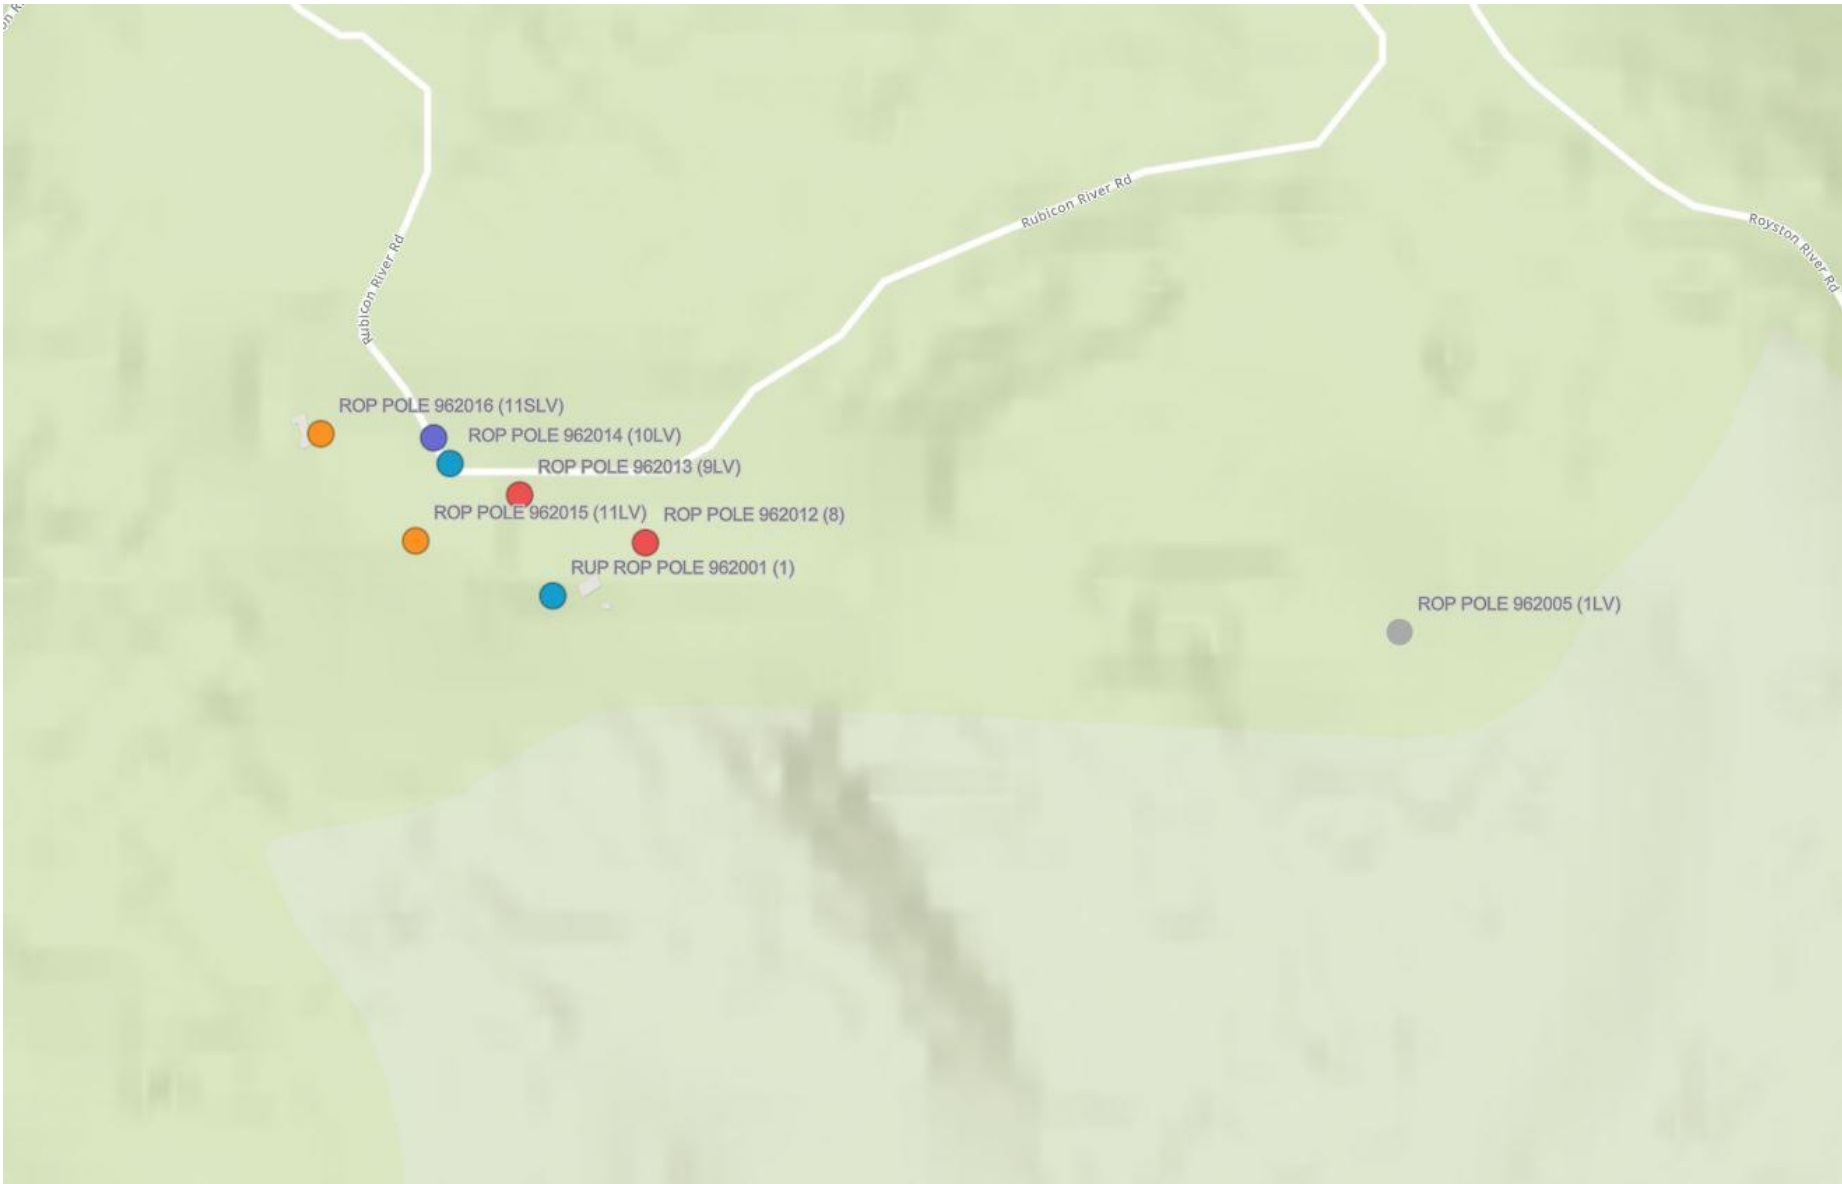 Rubicon River Rd
Royston River Rd
Rubicon River Rd
ROP POLE 962016 (11SLV)
ROP POLE 962014 (10LV)
ROP POLE 962013 (9LV)
ROP POLE 962015 (11LV)
ROP POLE 962012 (8)
RUP ROP POLE 962001 (1)
ROP POLE 962005 (1LV)